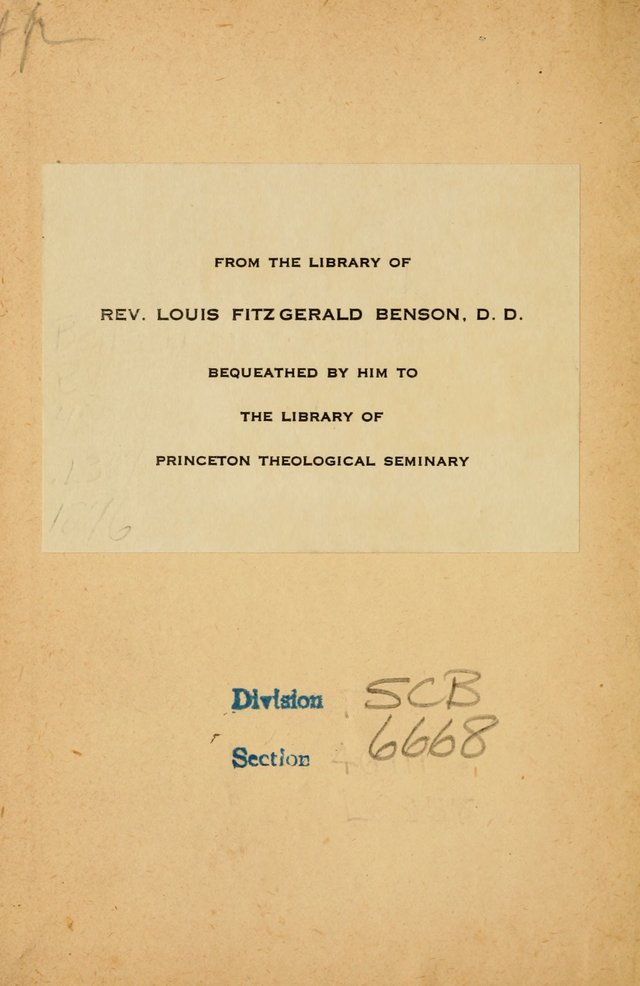 FROM THE LIBRARY OF
REV. LOUIS FITZGERALD BENSON, D. D.
BEQUEATHED BY HIM TO
THE LIBRARY OF
PRINCETON THEOLOGICAL SEMINARY
1876
Division SCB
Section 6668